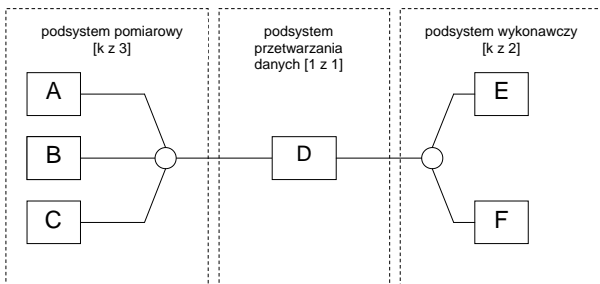 podsystem pomiarowy
[k z 3]
podsystem
przetwarzania
danych [1 z 1]
podsystem wykonawczy
[k z 2]
A
B
C
D
E
F